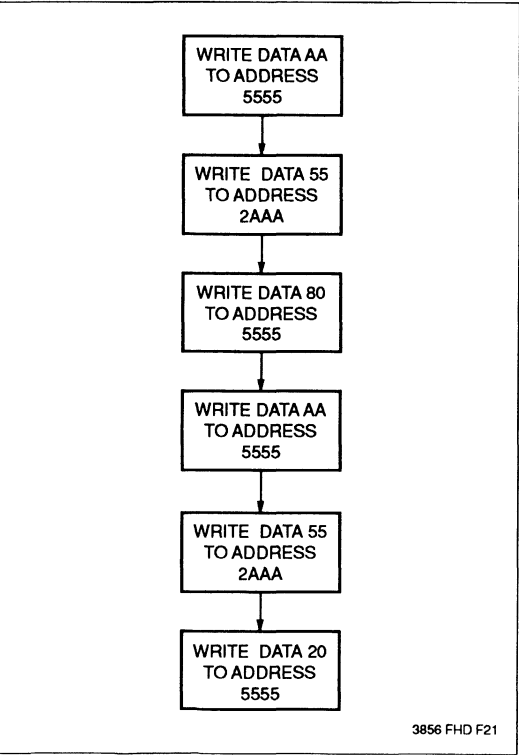 WRITE DATA AA
TO ADDRESS
5555
WRITE DATA 55
TO ADDRESS
2AAA
WRITE DATA 80
TO ADDRESS
5555
WRITE DATA AA
TO ADDRESS
5555
WRITE DATA 55
TO ADDRESS
2AAA
WRITE DATA 20
TO ADDRESS
5555
3856 FHD F21